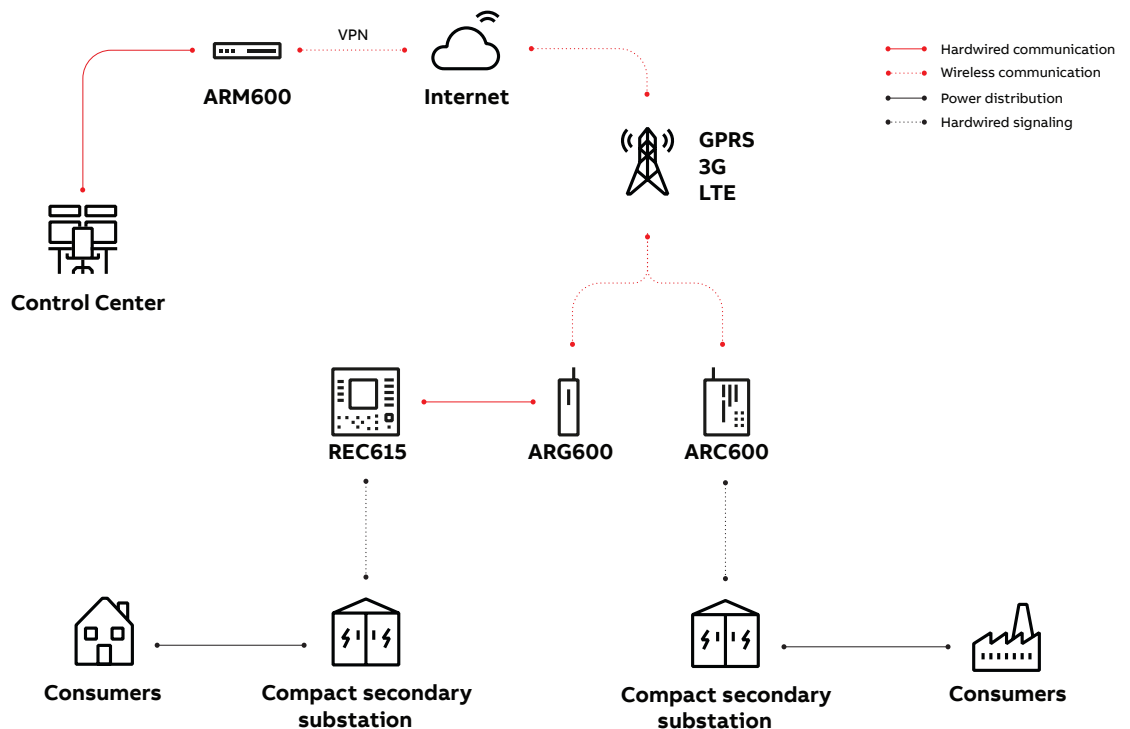 VPN
ARM600
Internet
Hardwired communication
Wireless communication
Power distribution
Hardwired signaling
GPRS
3G
LTE
Control Center
REC615
ARG600
ARC600
Consumers
Compact secondary
substation
Compact secondary
substation
Consumers